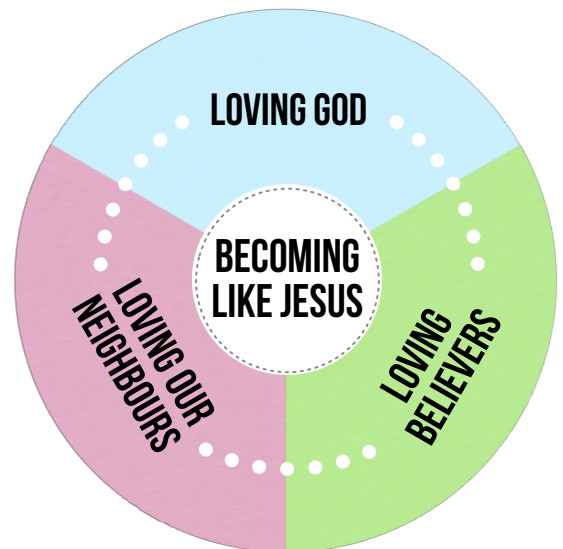 LOVING GOD
BECOMING
LIKE JESUS
LOVING OUR
NEIGHBOURS
LOVING
BELIEVERS